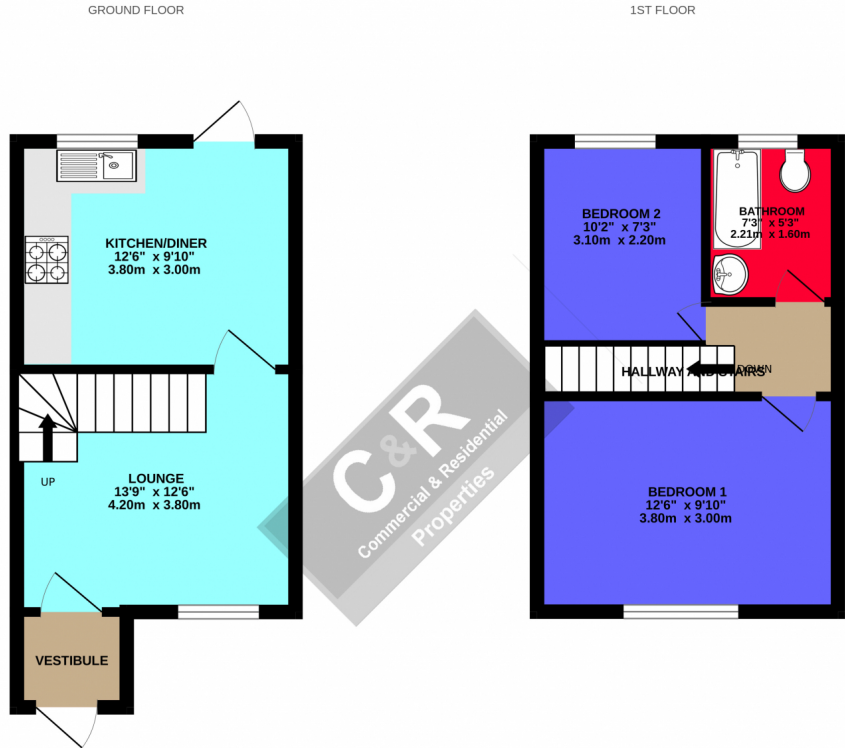 GROUND FLOOR
1ST FLOOR
KITCHEN/DINER
12'6" x 9'10"
3.80m x 3.00m
BEDROOM 2
10'2" x 7'3"
3.10m x 2.20m
BATHROOM
7'3" x 5'3"
2.21m x 1.60m
DOWN
HALLWAY AND STAIRS
UP
LOUNGE
13'9" x 12'6"
4.20m x 3.80m
C&R
Commercial & Residential
Properties
BEDROOM 1
12'6" x 9'10"
3.80m x 3.00m
VESTIBULE